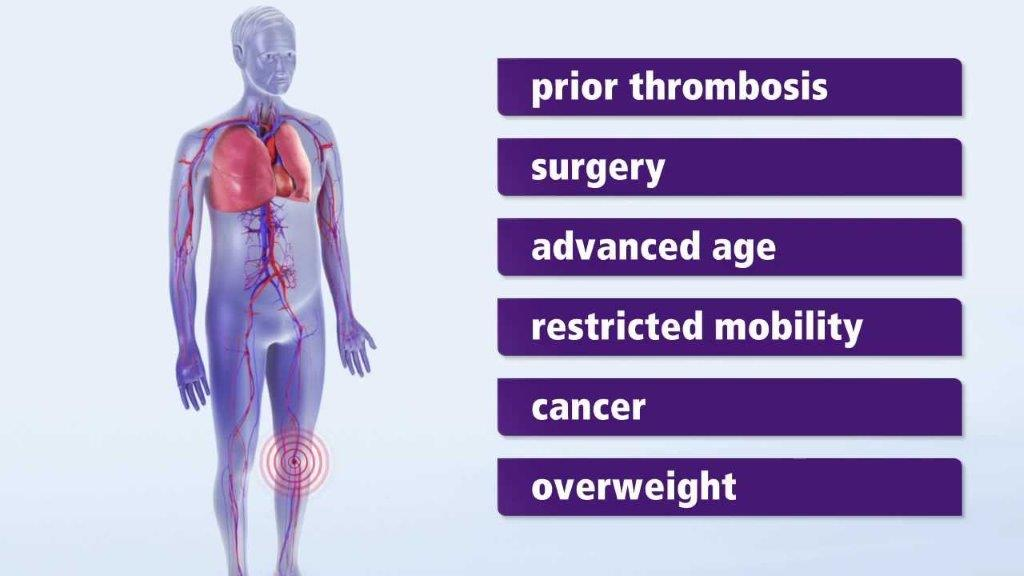 prior thrombosis
surgery
advanced age
restricted mobility
cancer
overweight